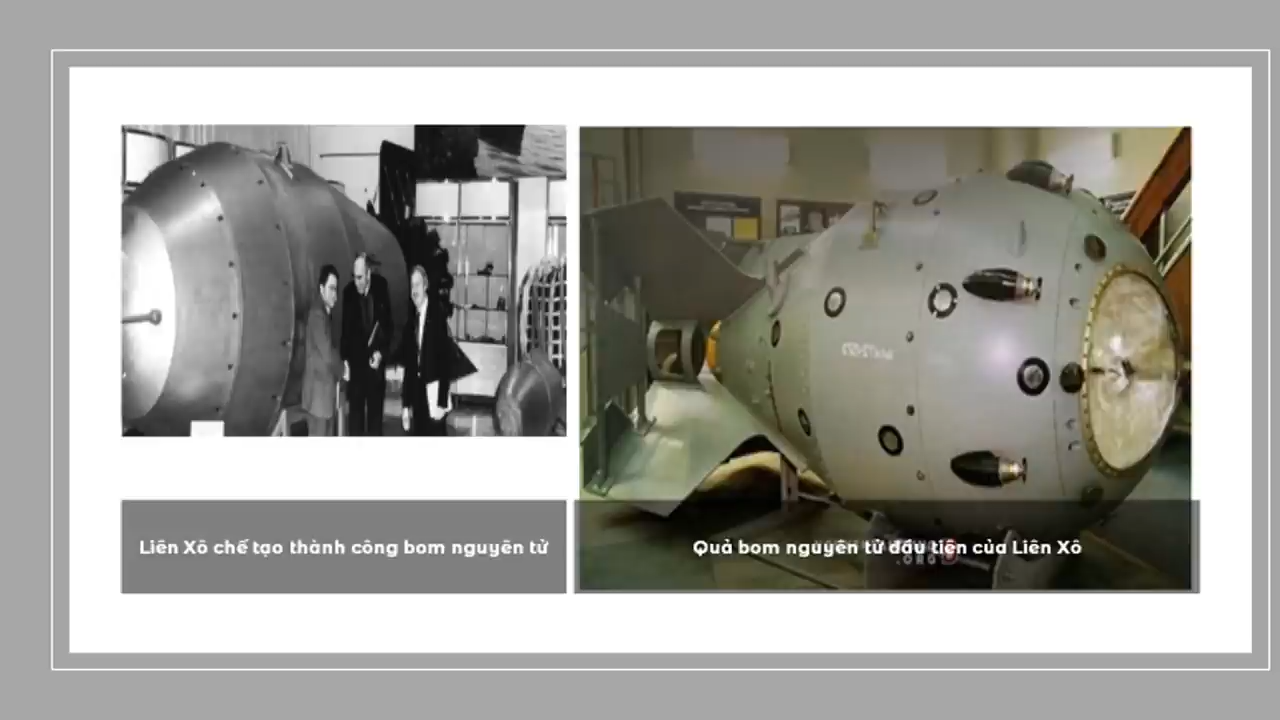 Liên Xô chế tạo thành công bom nguyên tử
Quả bom nguyên tử đầu tiên của Liên Xô